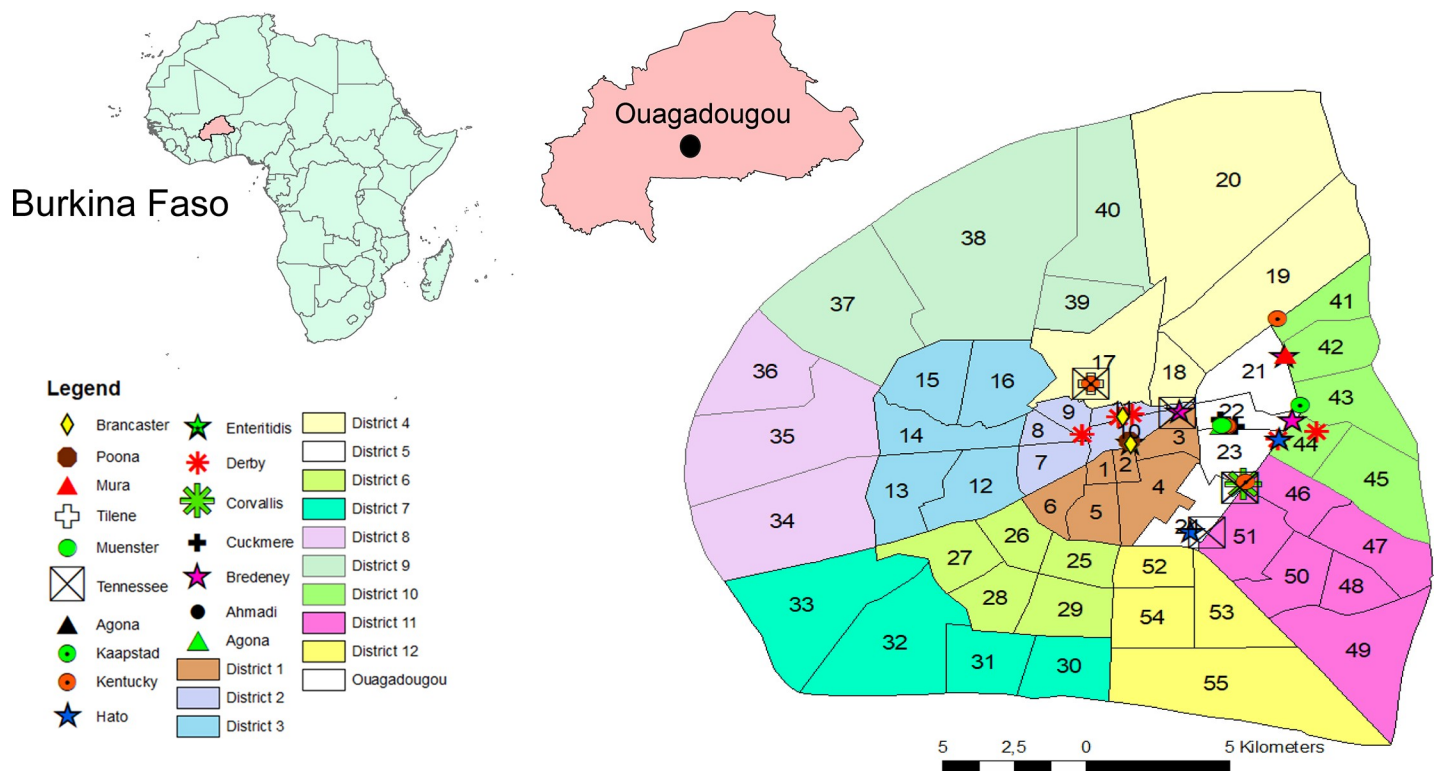 Burkina Faso
Ouagadougou
Legend
Brancaster
Poona
Mura
Tilene
Muenster
Tennessee
Agona
Kaapstad
Kentucky
Hato
Enteritidis
Derby
Corvallis
Cuckmere
Bredeney
Ahmadi
Agona
District 1
District 2
District 3
District 4
District 5
District 6
District 7
District 8
District 9
District 10
District 11
District 12
Ouagadougou
20
40
38
19
39
37
41
42
17
18
21
36
15
16
43
9
11
22
35
14
8
10
3
44
23
7
1
2
45
13
12
4
46
6
5
34
24
51
26
47
27
25
52
50
48
33
28
29
54
53
32
49
31
30
55
5 2,5 0 5 Kilometers